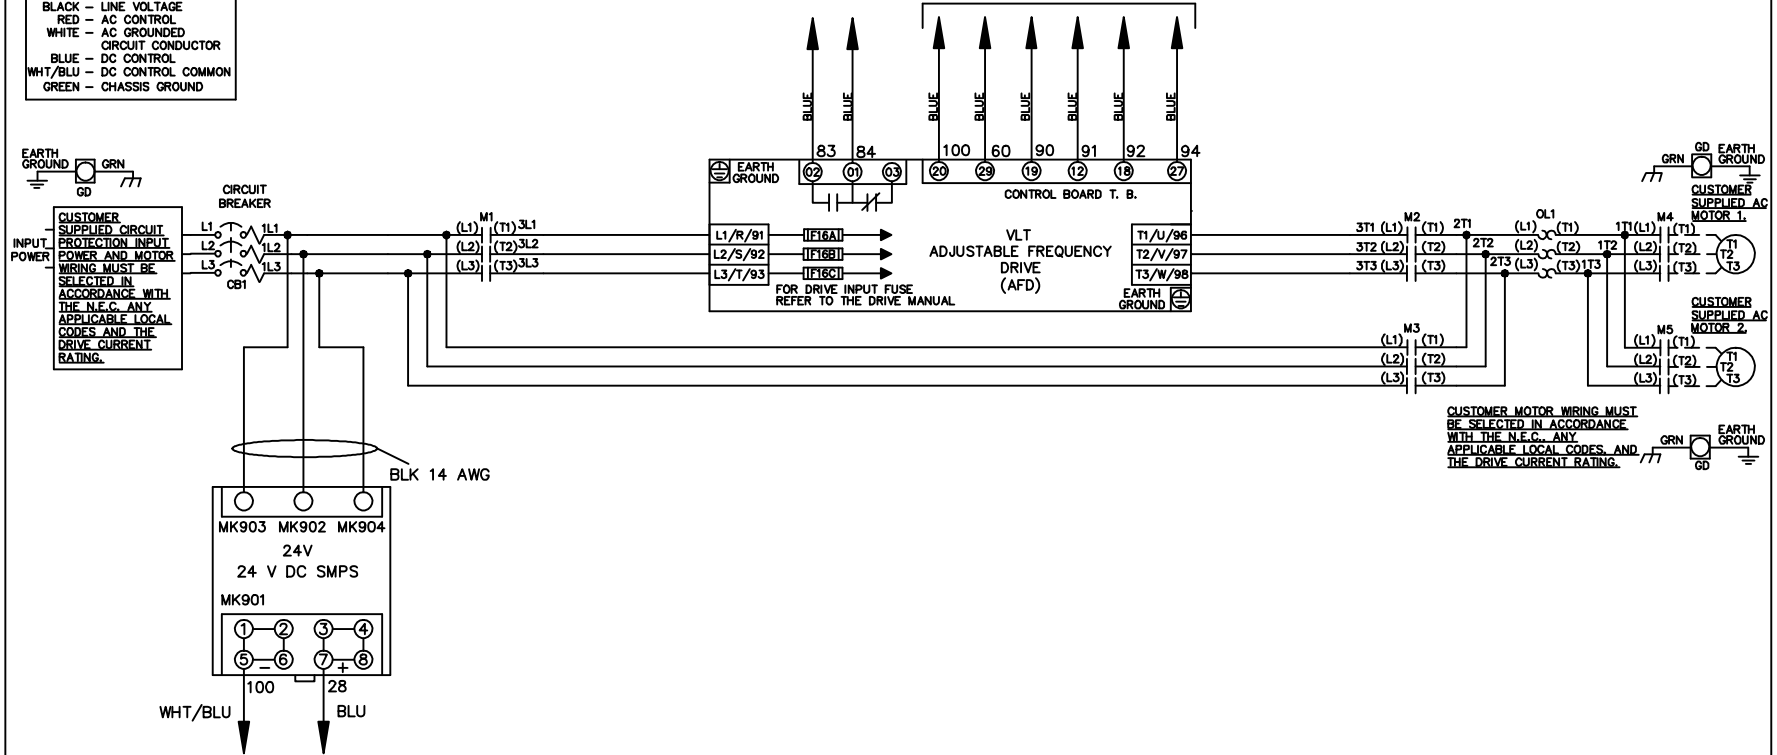 BLACK – LINE VOLTAGE
RED – AC CONTROL
WHITE – AC GROUNDED
CIRCUIT CONDUCTOR
BLUE – DC CONTROL
WHT/BLU – DC CONTROL COMMON
GREEN – CHASSIS GROUND
BLUE BLUE BLUE BLUE BLUE BLUE BLUE BLUE
83 84 100 60 90 91 92 94
EARTH
GROUND
GRN
GD
EARTH
GROUND
02 01 03 20 29 19 12 18 27
CONTROL BOARD T. B.
GD EARTH
GRN GROUND
CIRCUIT
BREAKER
L1 1L1
L2 1L2
L3 1L3
CB1
INPUT
POWER
CUSTOMER
SUPPLIED CIRCUIT
PROTECTION INPUT
POWER AND MOTOR
WIRING MUST BE
SELECTED IN
ACCORDANCE WITH
THE N.E.C. ANY
APPLICABLE LOCAL
CODES AND THE
DRIVE CURRENT
RATING.
M1
(L1) (T1) 3L1
(L2) (T2) 3L2
(L3) (T3) 3L3
L1/R/91 F16A
L2/S/92 F16B
L3/T/93 F16C
FOR DRIVE INPUT FUSE
REFER TO THE DRIVE MANUAL
VLT
ADJUSTABLE FREQUENCY
DRIVE
(AFD)
T1/U/96
T2/V/97
T3/W/98
EARTH
GROUND
M2
3T1 (L1) (T1) 2T1
3T2 (L2) (T2) 2T2
3T3 (L3) (T3) 2T3
OL1
(L1) (T1) 1T1
(L2) (T2) 1T2
(L3) (T3) 1T3
M4
(L1) (T1)
(L2) (T2)
(L3) (T3)
CUSTOMER
SUPPLIED AC
MOTOR 1.
T1
T2
T3
M3
(L1) (T1)
(L2) (T2)
(L3) (T3)
M5
(L1) (T1)
(L2) (T2)
(L3) (T3)
CUSTOMER
SUPPLIED AC
MOTOR 2.
T1
T2
T3
CUSTOMER MOTOR WIRING MUST
BE SELECTED IN ACCORDANCE
WITH THE N.E.C., ANY
APPLICABLE LOCAL CODES, AND
THE DRIVE CURRENT RATING.
GRN
GD
EARTH
GROUND
BLK 14 AWG
MK903 MK902 MK904
24V
24 V DC SMPS
MK901
1 2 3 4
5 6 7 8
– +
100 28
WHT/BLU BLU